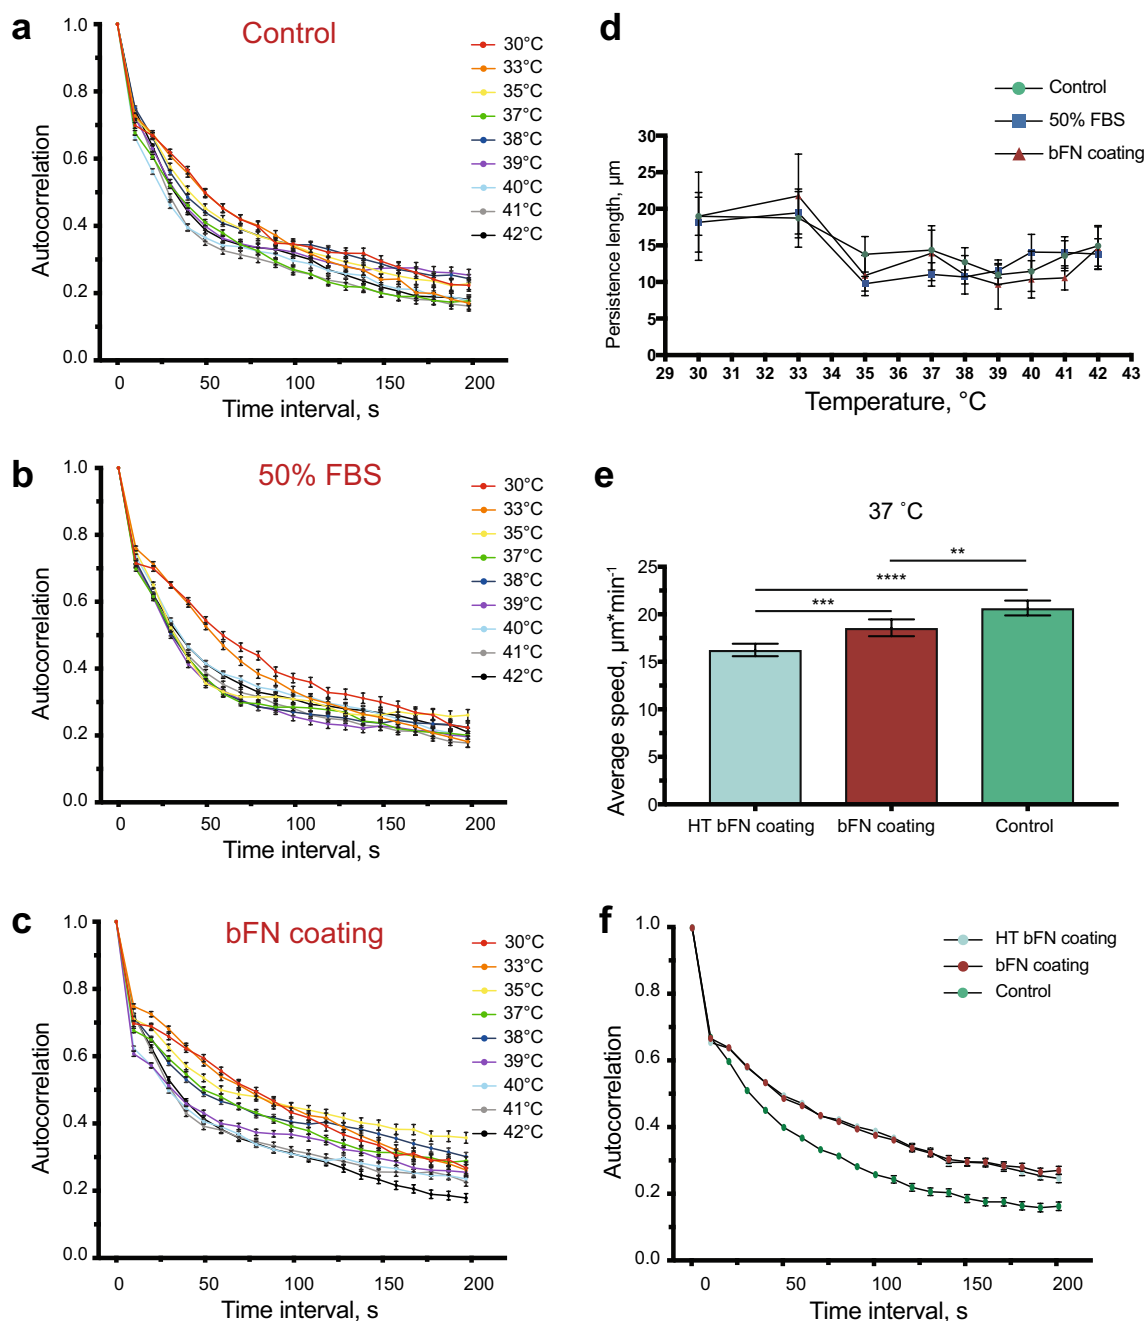 a
Control
1.0
0.8
0.6
0.4
0.2
0.0
Autocorrelation
0 50 100 150 200
Time interval, s
30°C
33°C
35°C
37°C
38°C
39°C
40°C
41°C
42°C
b
50% FBS
1.0
0.8
0.6
0.4
0.2
0.0
Autocorrelation
0 50 100 150 200
Time interval, s
30°C
33°C
35°C
37°C
38°C
39°C
40°C
41°C
42°C
c
bFN coating
1.0
0.8
0.6
0.4
0.2
0.0
Autocorrelation
0 50 100 150 200
Time interval, s
30°C
33°C
35°C
37°C
38°C
39°C
40°C
41°C
42°C
d
Control
50% FBS
bFN coating
30
25
20
15
10
5
0
Persistence length, µm
29 30 31 32 33 34 35 36 37 38 39 40 41 42 43
Temperature, °C
e
37 °C
**
****
***
25
20
15
10
5
0
Average speed, µm*min-1
HT bFN coating bFN coating Control
f
HT bFN coating
bFN coating
Control
1.0
0.8
0.6
0.4
0.2
0.0
Autocorrelation
0 50 100 150 200
Time interval, s